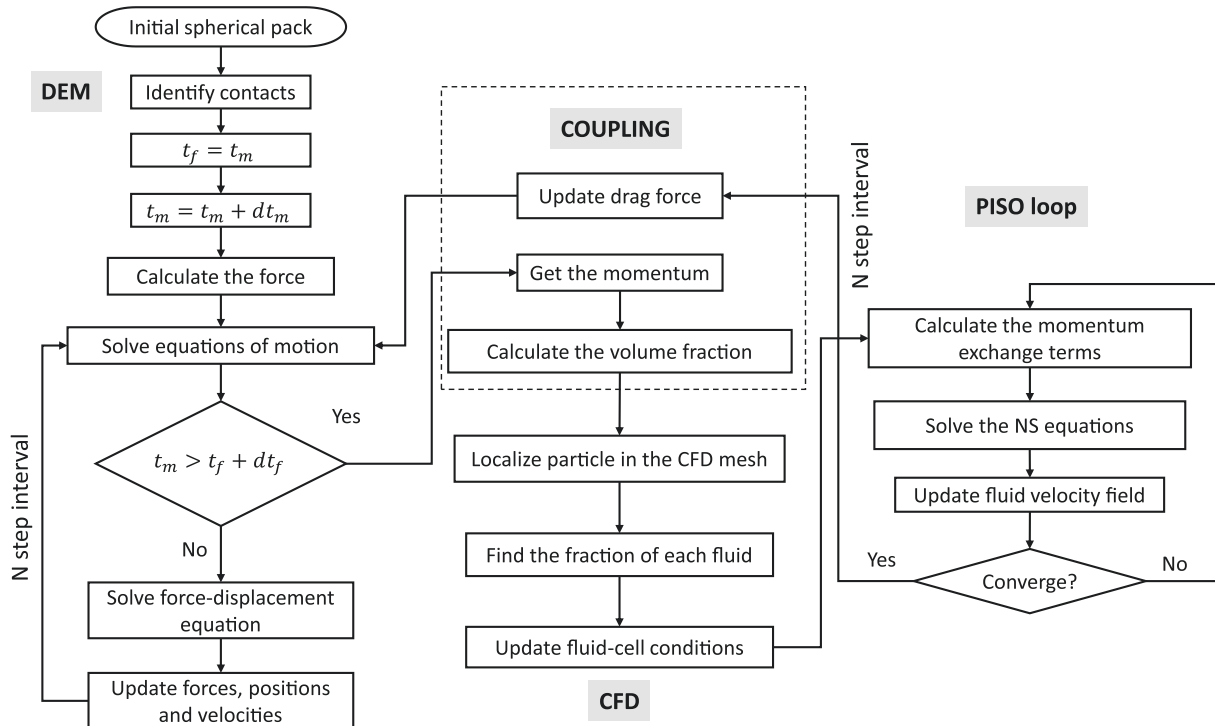 Initial spherical pack
DEM
Identify contacts
t_f = t_m
t_m = t_m + dt_m
Calculate the force
Solve equations of motion
Yes
t_m > t_f + dt_f
N step interval
No
Solve force-displacement
equation
Update forces, positions
and velocities
COUPLING
Update drag force
Get the momentum
Calculate the volume fraction
Localize particle in the CFD mesh
Find the fraction of each fluid
Update fluid-cell conditions
CFD
N step interval
PISO loop
Calculate the momentum
exchange terms
Solve the NS equations
Update fluid velocity field
Yes
Converge?
No